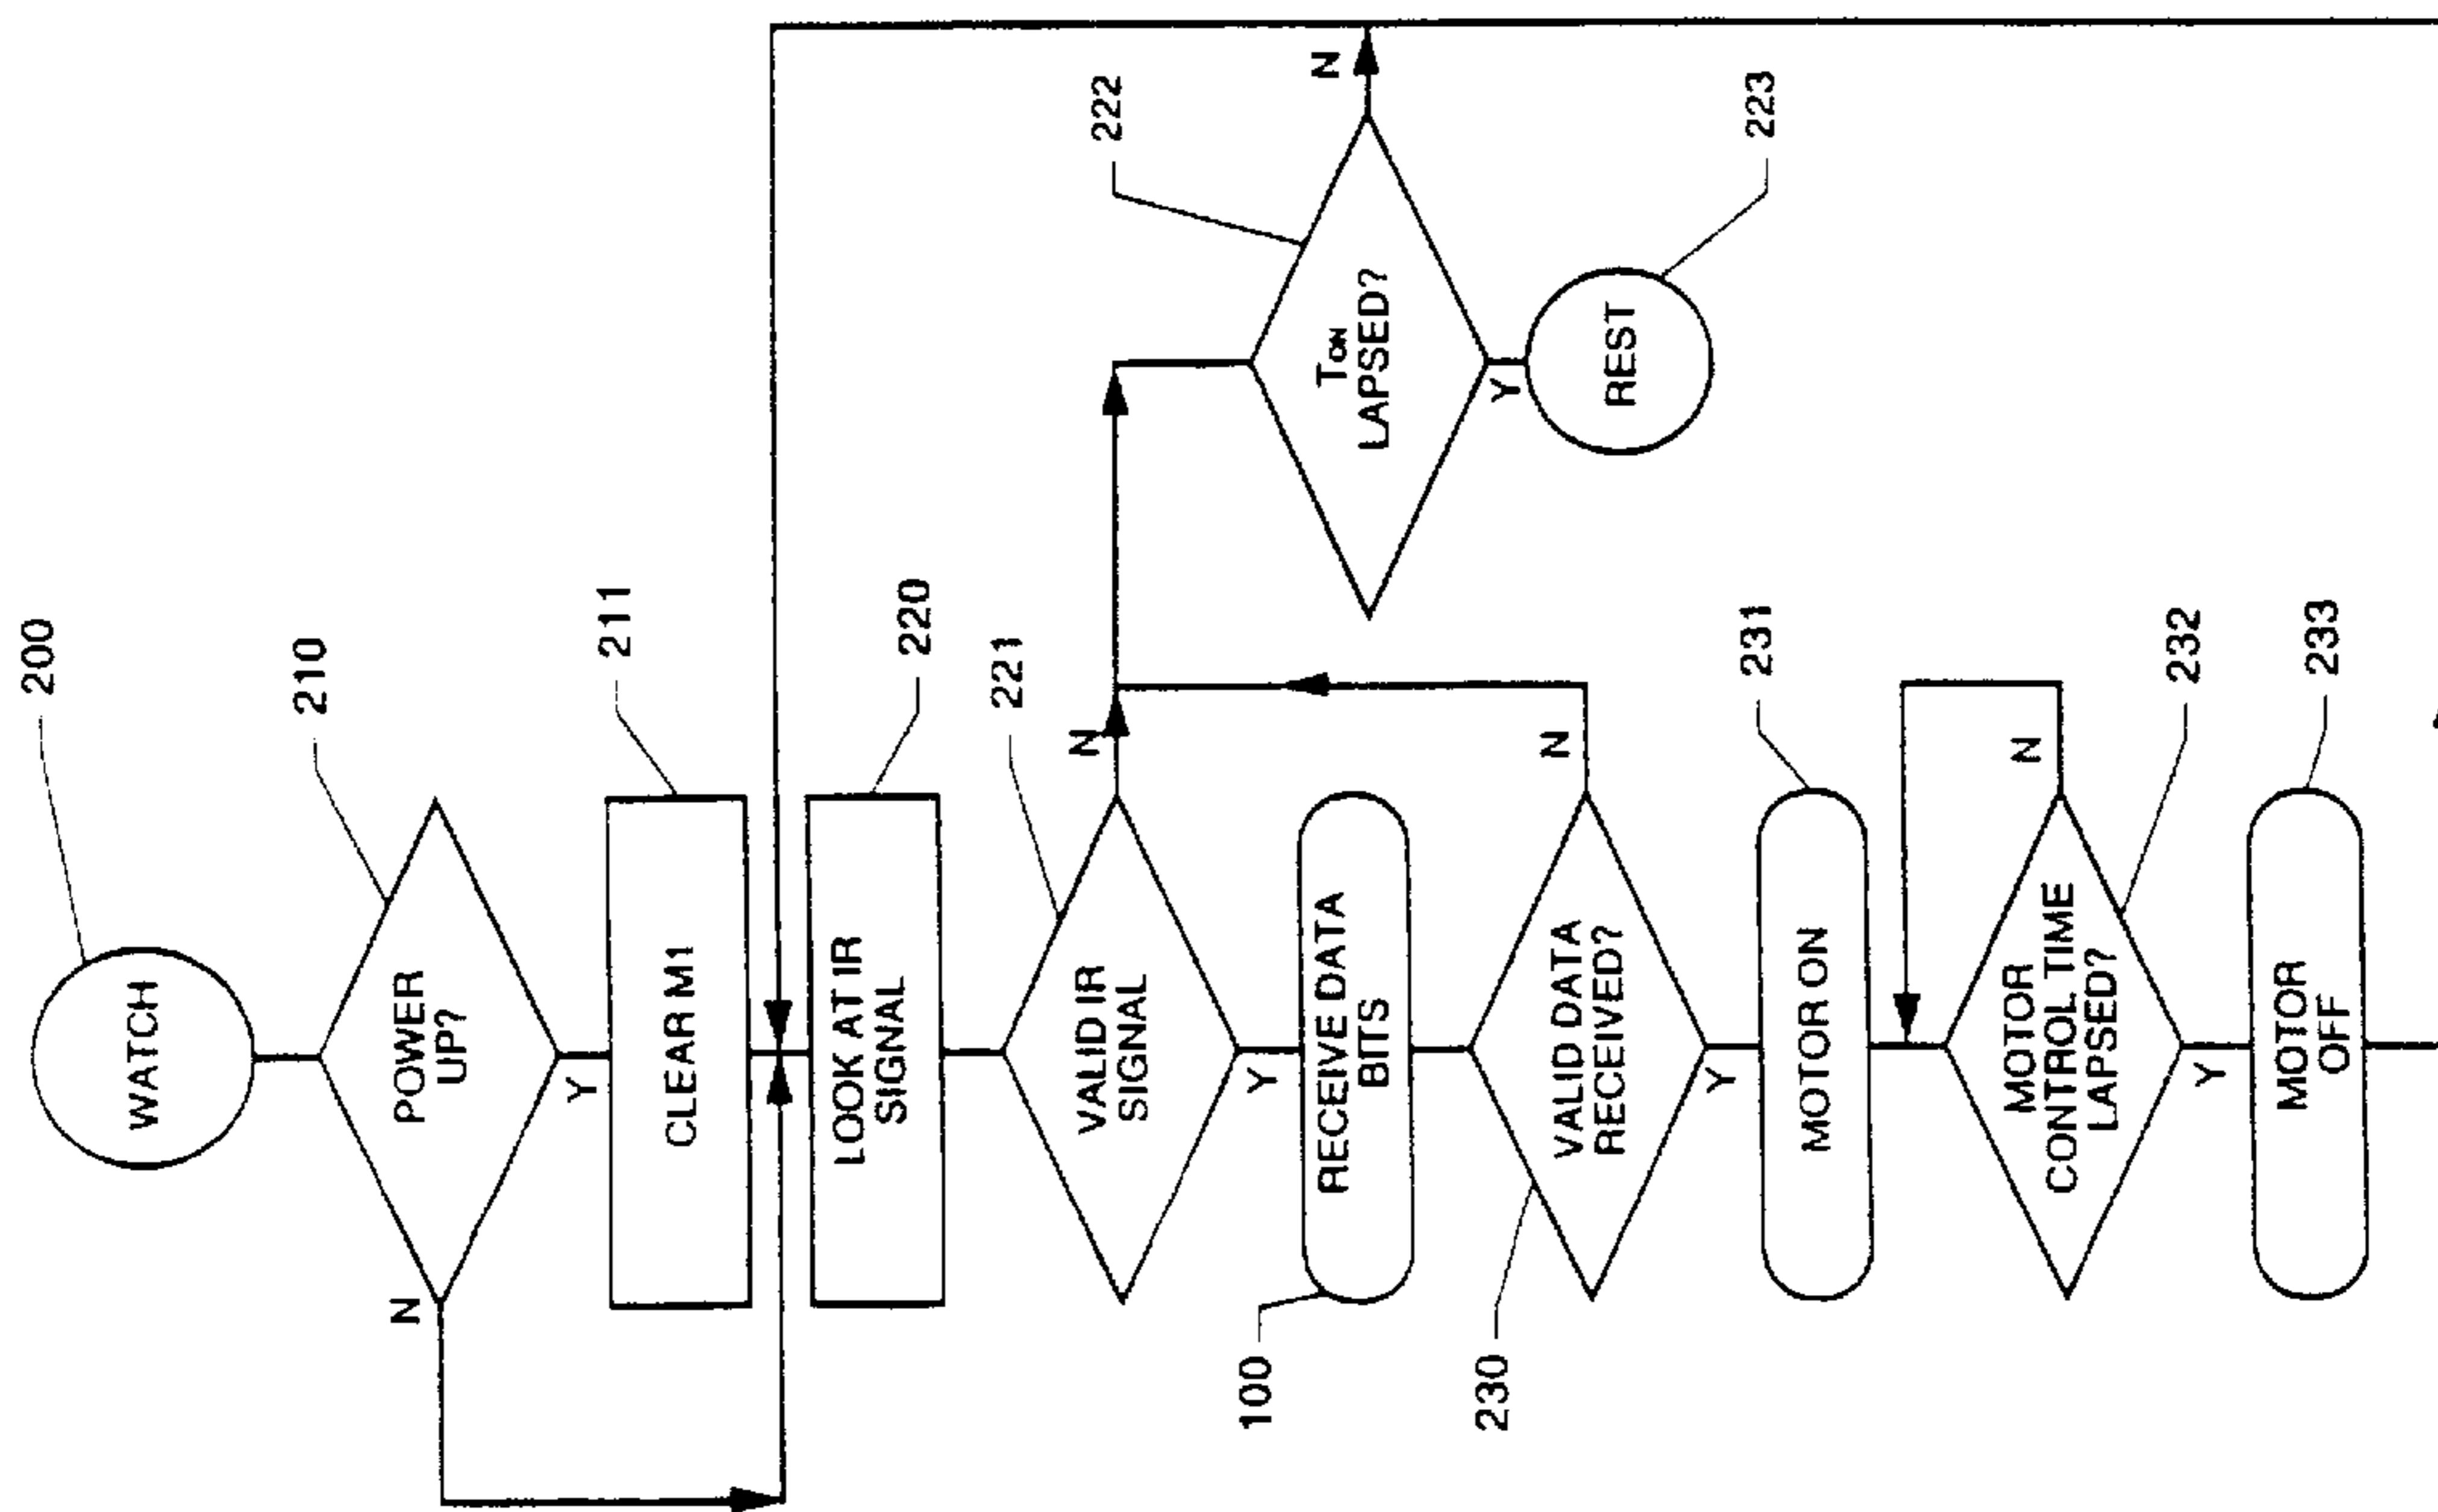 200
WATCH
210
POWER
UP?
N
Y
211
CLEAR M1
220
LOOK AT IR
SIGNAL
221
VALID IR
SIGNAL
N
Y
222
TON
LAPSED?
N
Y
223
REST
100
RECEIVE DATA
BITS
230
VALID DATA
RECEIVED?
N
Y
231
MOTOR ON
232
MOTOR
CONTROL TIME
LAPSED?
N
Y
233
MOTOR
OFF